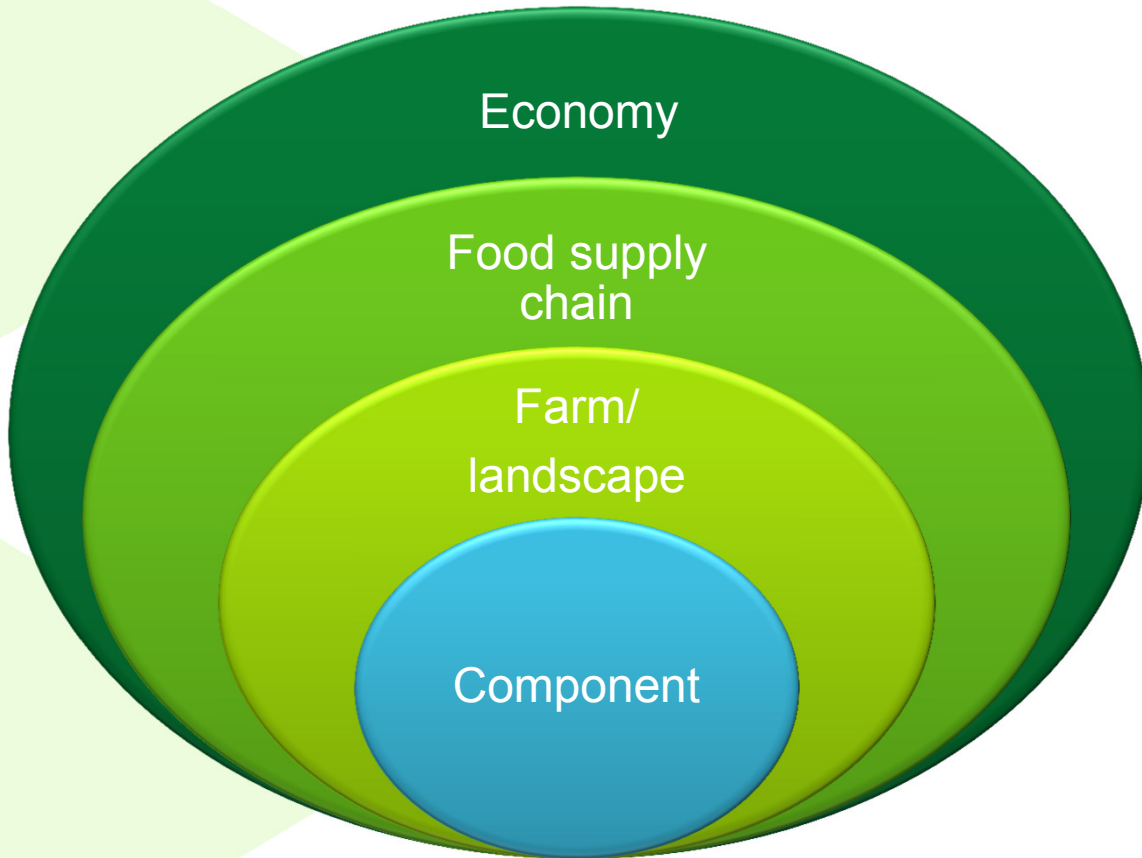 Economy
Food supply
chain
Farm/
landscape
Component